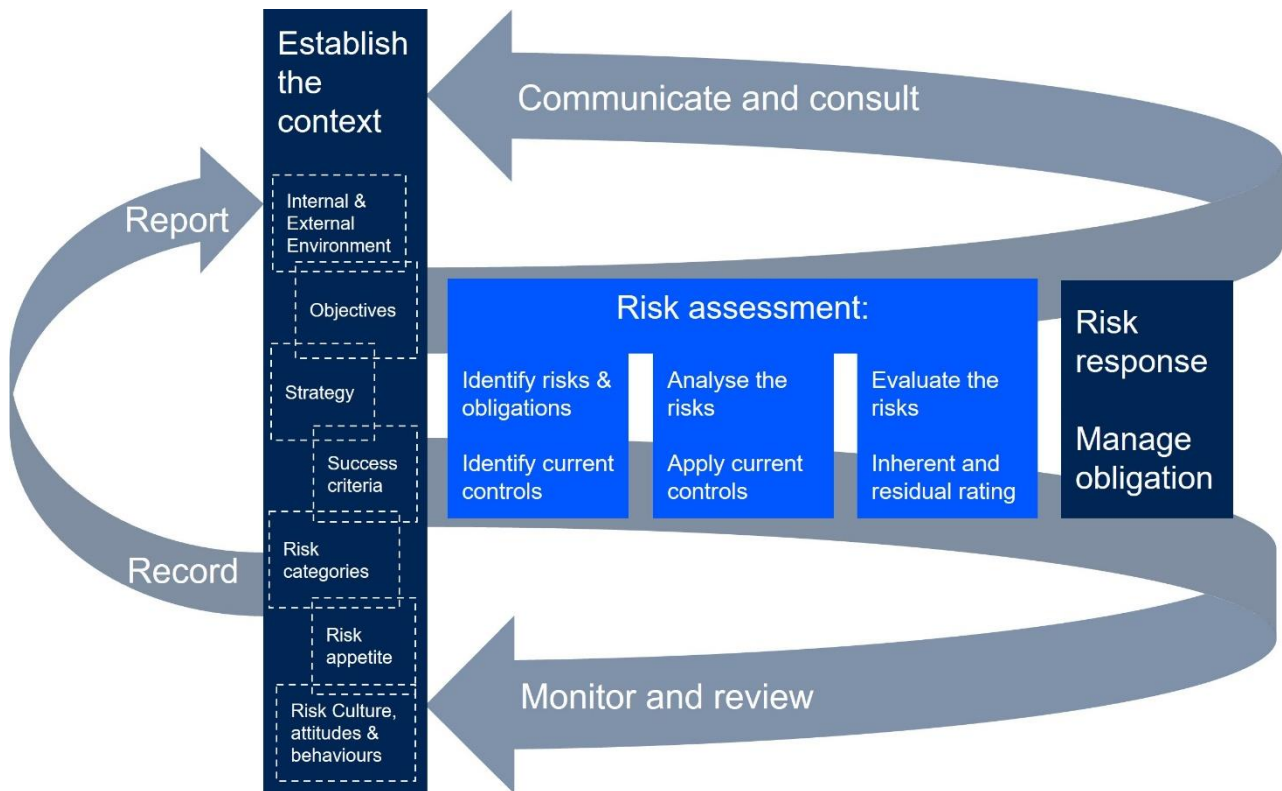 Establish
the
context
Internal &
External
Environment
Objectives
Strategy
Success
criteria
Risk
categories
Risk
appetite
Risk Culture,
attitudes &
behaviours
Report
Record
Communicate and consult
Risk assessment:
Identify risks &
obligations
Identify current
controls
Analyse the
risks
Apply current
controls
Evaluate the
risks
Inherent and
residual rating
Risk
response
Manage
obligation
Monitor and review